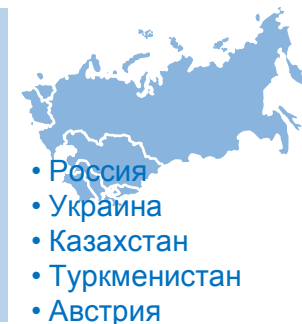 • Россия
• Украина
• Казахстан
• Туркменистан
• Австрия